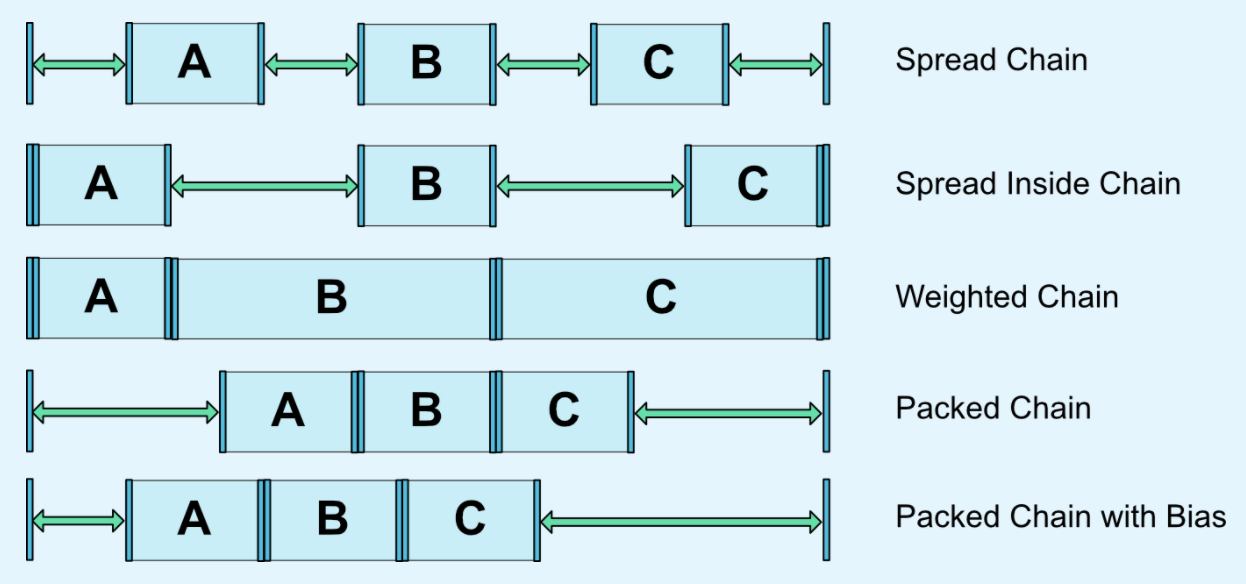 A B C Spread Chain
A B C Spread Inside Chain
A B C Weighted Chain
A B C Packed Chain
A B C Packed Chain with Bias